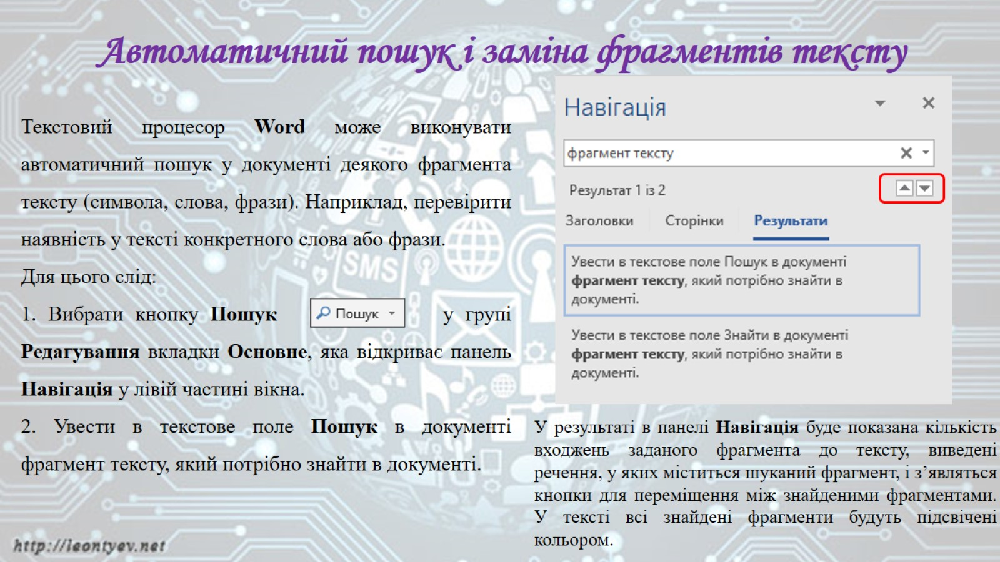 Автоматичний пошук і заміна фрагментів тексту
Текстовий процесор Word може виконувати
автоматичний пошук у документі деякого фрагмента
тексту (символа, слова, фрази). Наприклад, перевірити
наявність у тексті конкретного слова або фрази.
Для цього слід:
1. Вибрати кнопку Пошук Пошук у групі
Редагування вкладки Основне, яка відкриває панель
Навігація у лівій частині вікна.
2. Увести в текстове поле Пошук в документі
фрагмент тексту, який потрібно знайти в документі.
Навігація
фрагмент тексту
Результат 1 із 2
Заголовки Сторінки Результати
Увести в текстове поле Пошук в документі
фрагмент тексту, який потрібно знайти в
документі.
Увести в текстове поле Знайти в документі
фрагмент тексту, який потрібно знайти в
документі.
У результаті в панелі Навігація буде показана кількість
входжень заданого фрагмента до тексту, виведені
речення, у яких міститься шуканий фрагмент, і з’являться
кнопки для переміщення між знайденими фрагментами.
У тексті всі знайдені фрагменти будуть підсвічені
кольором.
SMS
http://leontyev.net